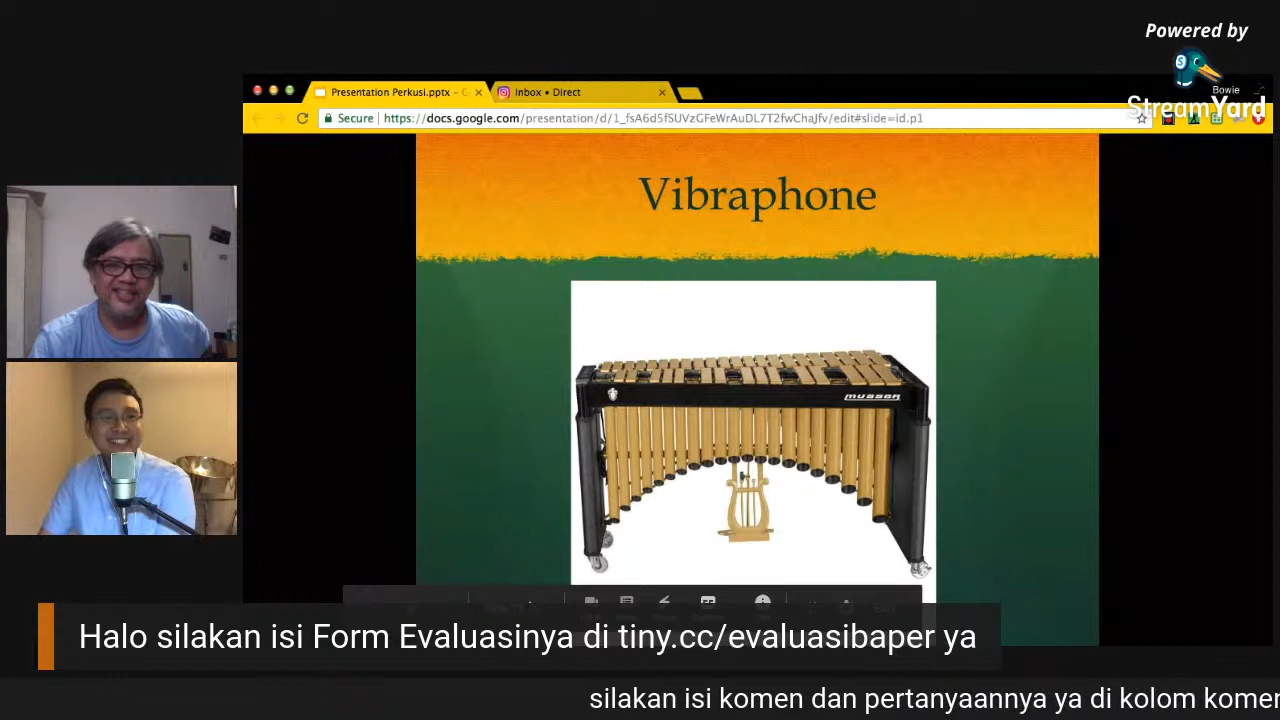 Powered by
Bowie
StreamYard
Presentation Perkusi.pptx - G
Inbox • Direct
Secure
https://docs.google.com/presentation/d/1_fsA6d5fSUVzGFeWrAuDL7T2fwChaJfv/edit#slide=id.p1
Vibraphone
musser
Halo silakan isi Form Evaluasinya di tiny.cc/evaluasibaper ya
silakan isi komen dan pertanyaannya ya di kolom komen